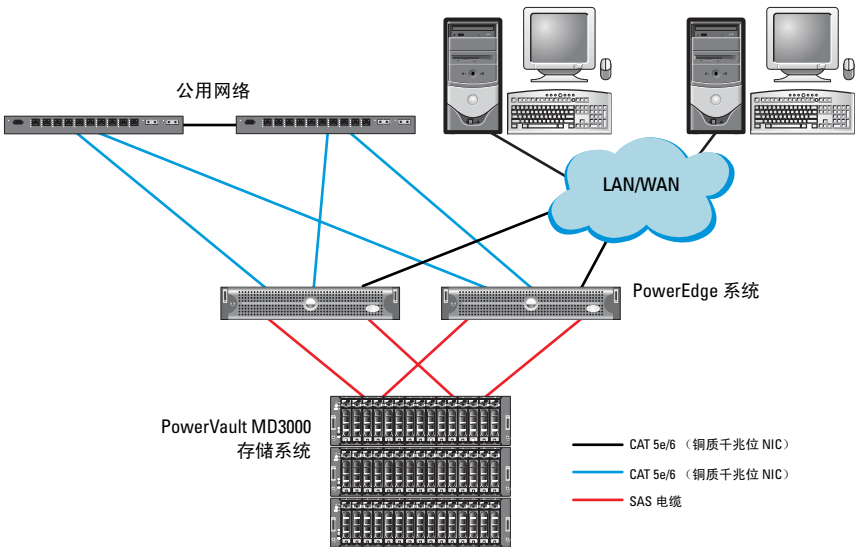 公用网络
LAN/WAN
PowerEdge 系统
PowerVault MD3000
存储系统
CAT 5e/6 （铜质千兆位 NIC）
CAT 5e/6 （铜质千兆位 NIC）
SAS 电缆